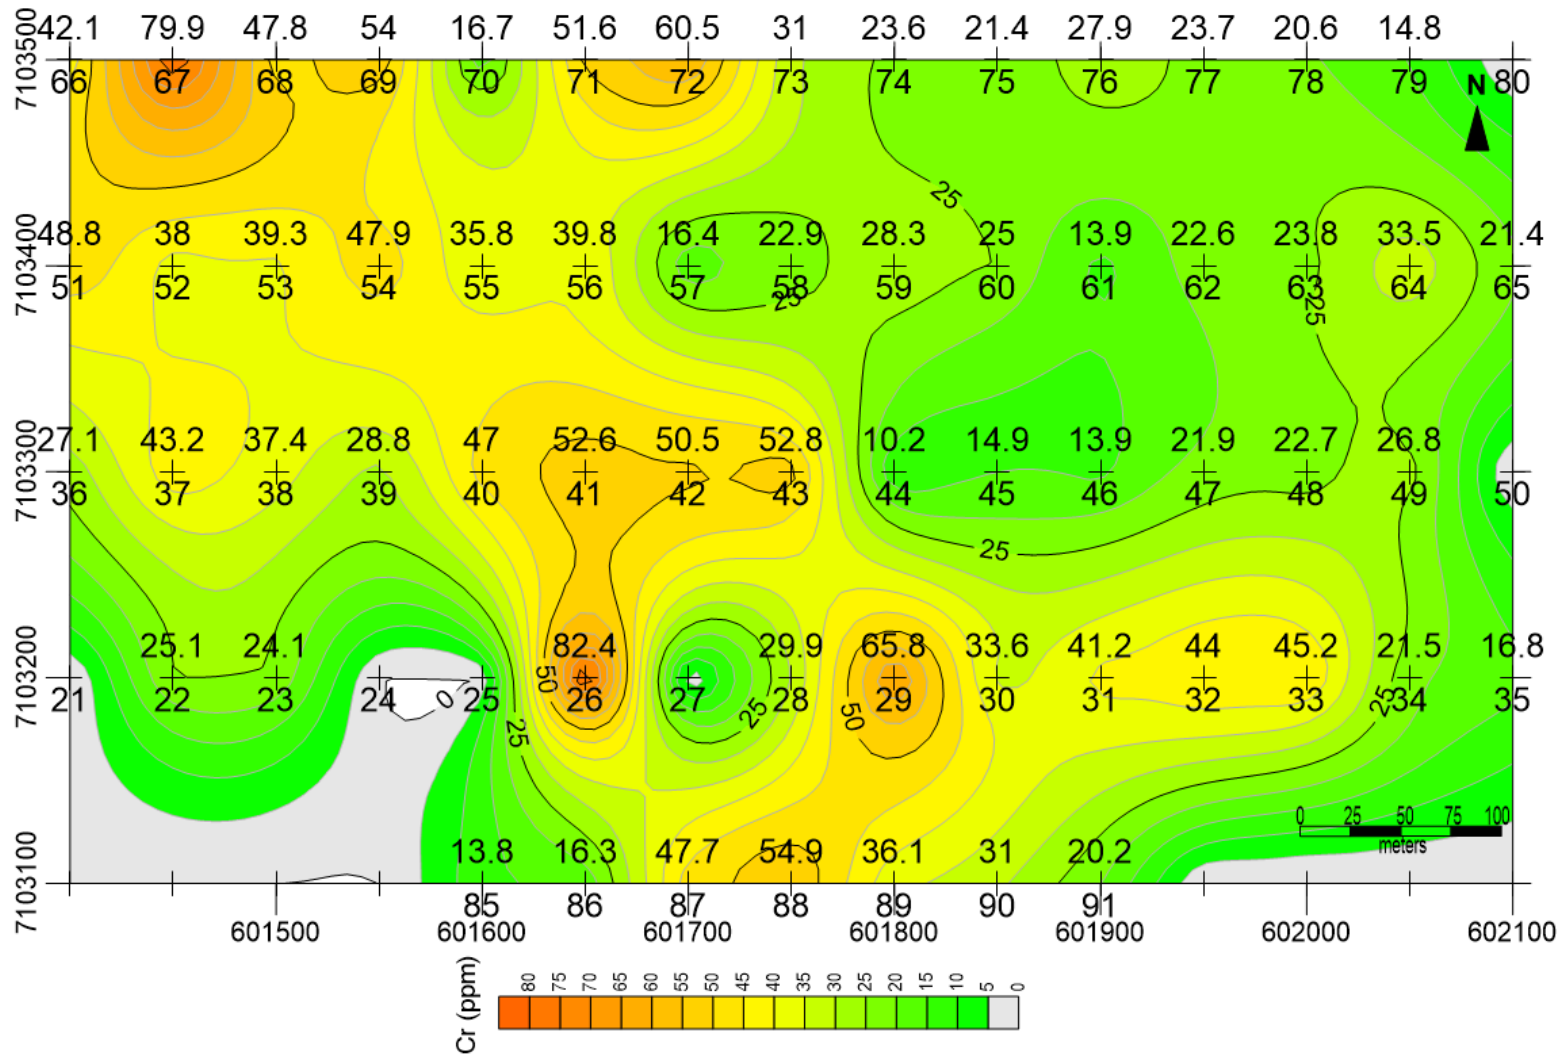 7103500 42.1 79.9 47.8 54 16.7 51.6 60.5 31 23.6 21.4 27.9 23.7 20.6 14.8
66 67 68 69 70 71 72 73 74 75 76 77 78 79 80
N
25
7103400 48.8 38 39.3 47.9 35.8 39.8 16.4 22.9 28.3 25 13.9 22.6 23.8 33.5 21.4
51 52 53 54 55 56 57 58 59 60 61 62 63 64 65
25 25
7103300 27.1 43.2 37.4 28.8 47 52.6 50.5 52.8 10.2 14.9 13.9 21.9 22.7 26.8
36 37 38 39 40 41 42 43 44 45 46 47 48 49 50
25
7103200 25.1 24.1 82.4 29.9 65.8 33.6 41.2 44 45.2 21.5 16.8
50
21 22 23 24 0 25 26 27 28 29 30 31 32 33 25 34 35
25 25 50
0 25 50 75 100
meters
7103100 13.8 16.3 47.7 54.9 36.1 31 20.2
85 86 87 88 89 90 91
601500 601600 601700 601800 601900 602000 602100
Cr (ppm) 80 75 70 65 60 55 50 45 40 35 30 25 20 15 10 5 0